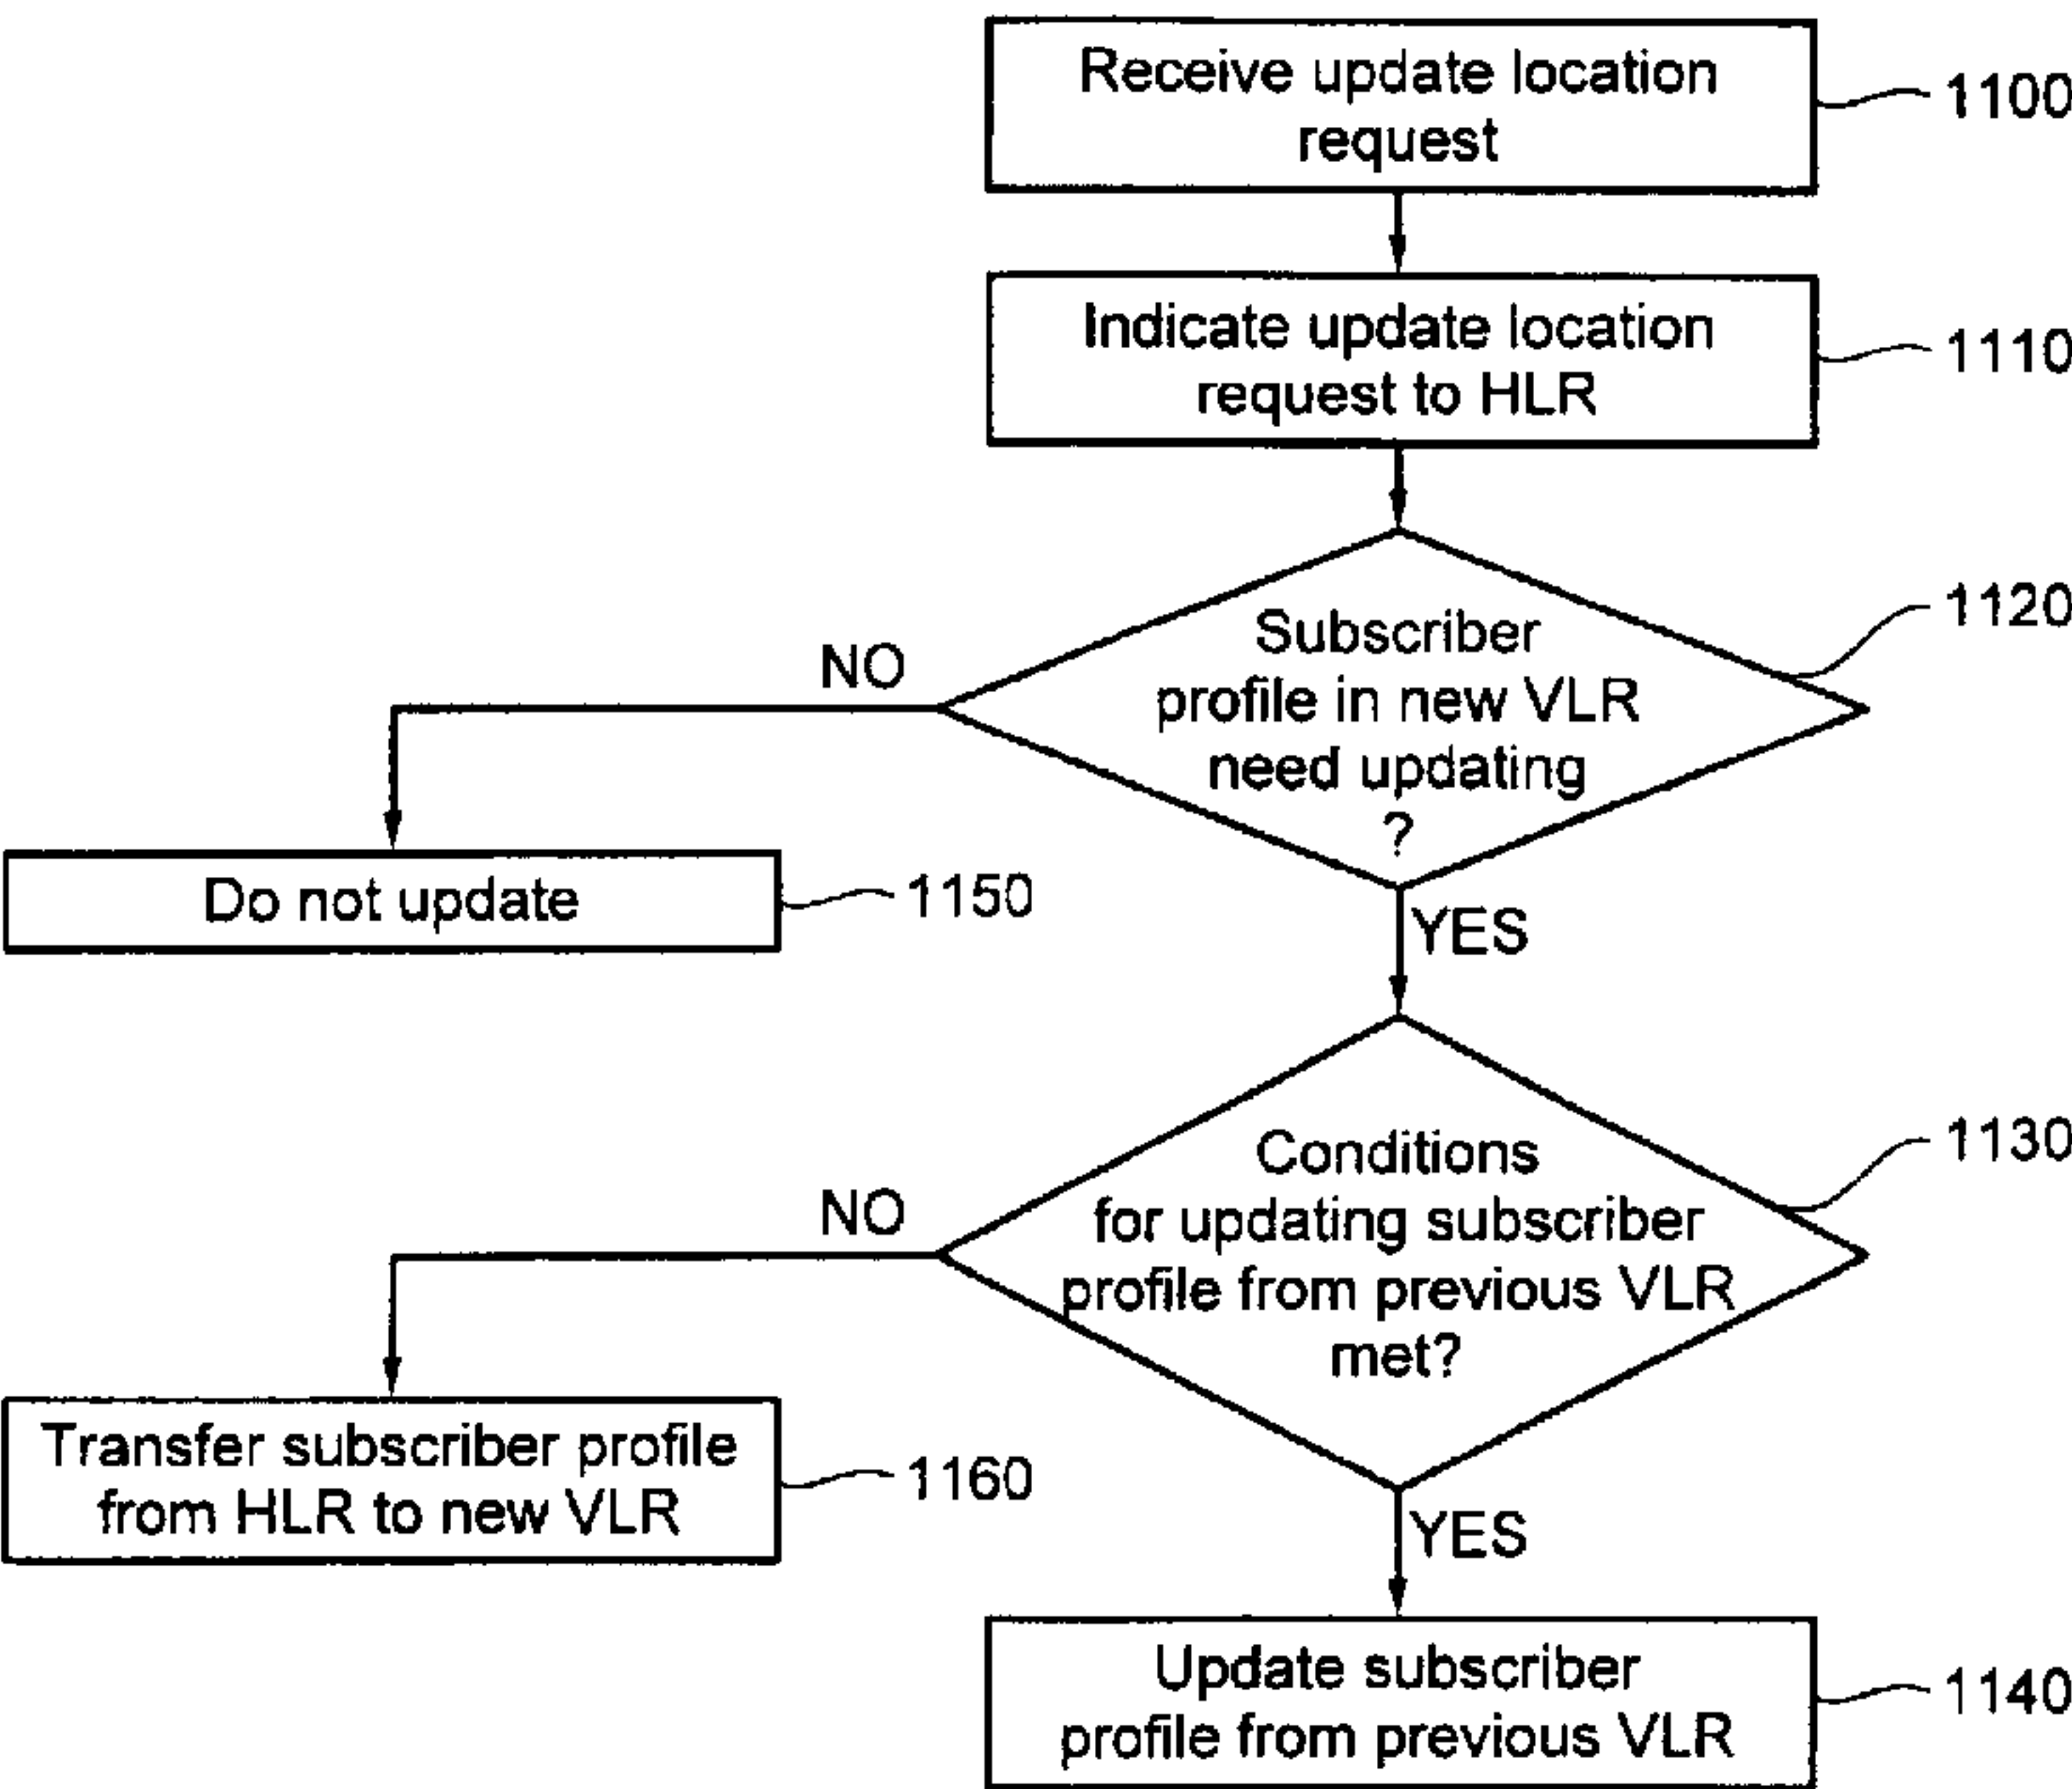 Receive update location
request
1100
Indicate update location
request to HLR
1110
Subscriber
profile in new VLR
need updating
?
1120
NO
Do not update
1150
YES
Conditions
for updating subscriber
profile from previous VLR
met?
1130
NO
Transfer subscriber profile
from HLR to new VLR
1160
YES
Update subscriber
profile from previous VLR
1140